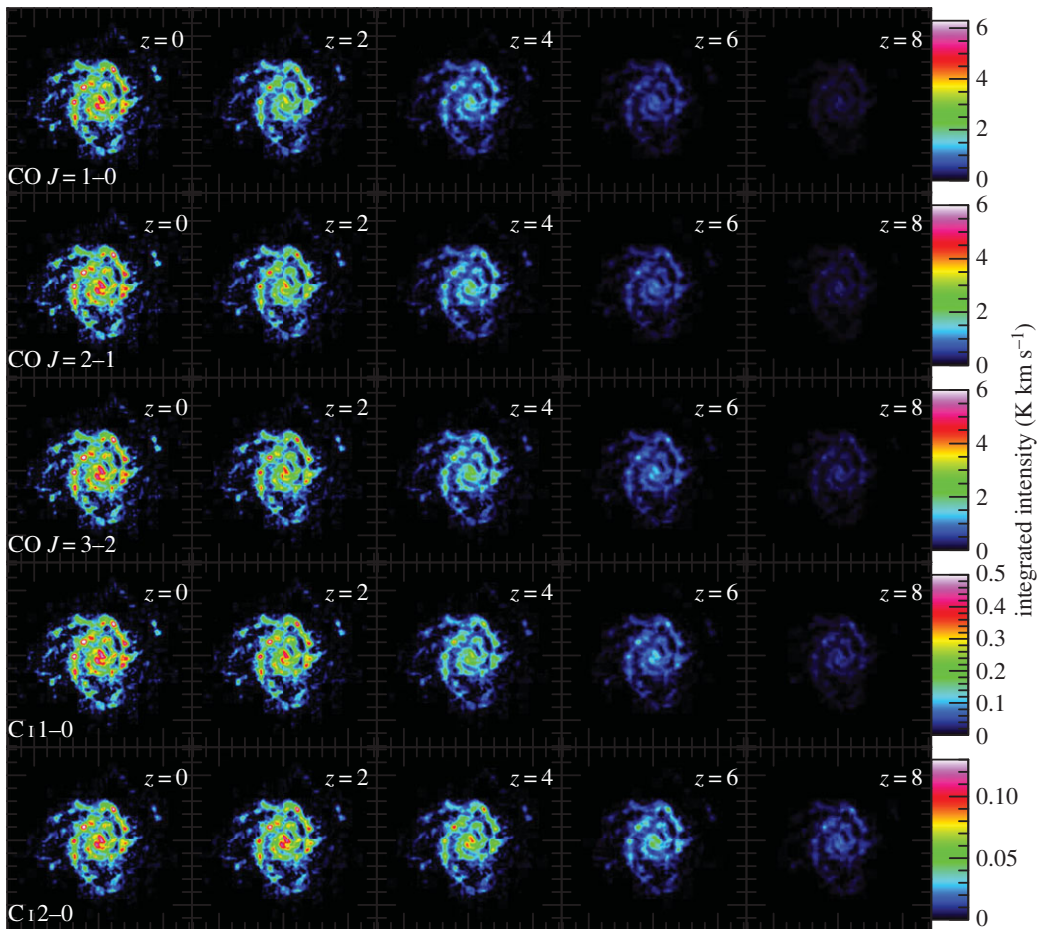 z=0 z=2 z=4 z=6 z=8
CO J=1–0
6
4
2
0
z=0 z=2 z=4 z=6 z=8
CO J=2–1
6
4
2
0
z=0 z=2 z=4 z=6 z=8
CO J=3–2
6
4
2
0
z=0 z=2 z=4 z=6 z=8
C I 1–0
0.5
0.4
0.3
0.2
0.1
0
z=0 z=2 z=4 z=6 z=8
C I 2–0
0.10
0.05
0
integrated intensity (K km s⁻¹)